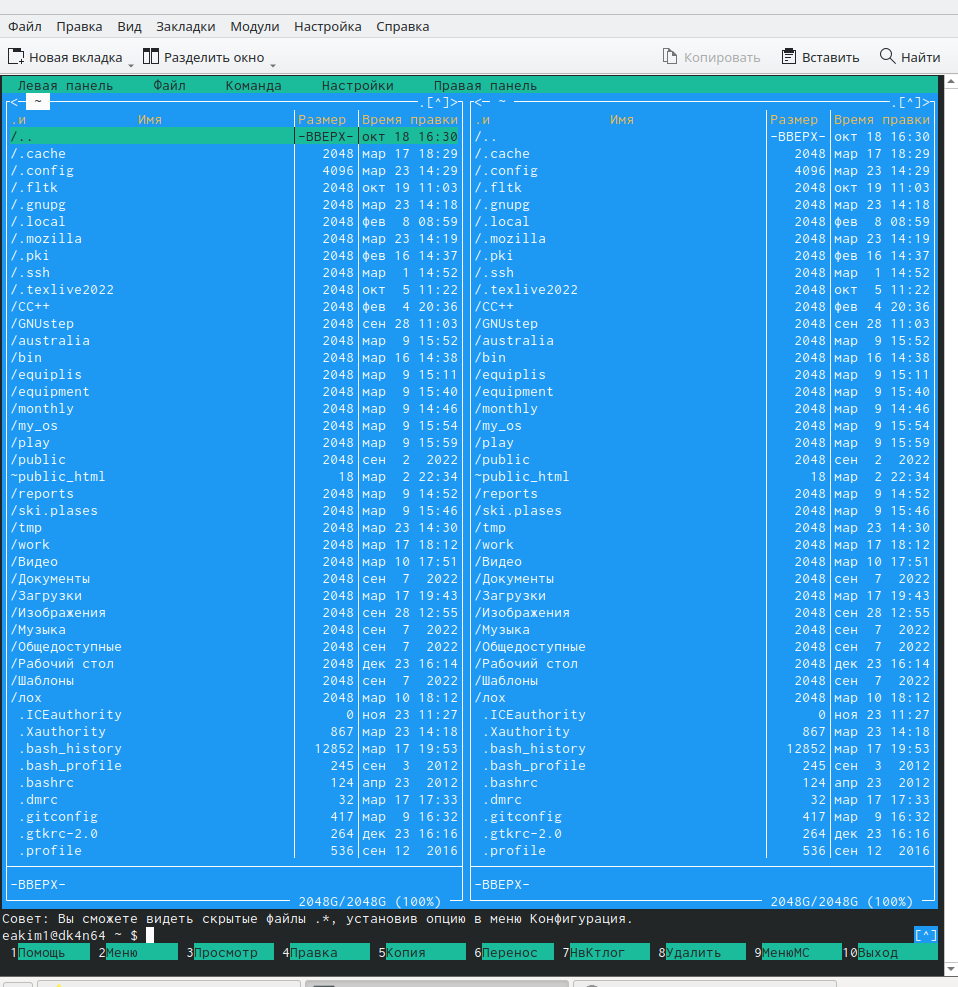 Файл Правка Вид Закладки Модули Настройка Справка
Новая вкладка Разделить окно Копировать Вставить Найти
Левая панель Файл Команда Настройки Правая панель
<─ ~ .[^]> <─ ~ .[^]>
.и Имя Размер Время правки .и Имя Размер Время правки
/.. -ВВЕРХ- окт 18 16:30 /.. -ВВЕРХ- окт 18 16:30
/.cache 2048 мар 17 18:29 /.cache 2048 мар 17 18:29
/.config 4096 мар 23 14:29 /.config 4096 мар 23 14:29
/.fltk 2048 окт 19 11:03 /.fltk 2048 окт 19 11:03
/.gnupg 2048 мар 23 14:18 /.gnupg 2048 мар 23 14:18
/.local 2048 фев 8 08:59 /.local 2048 фев 8 08:59
/.mozilla 2048 мар 23 14:19 /.mozilla 2048 мар 23 14:19
/.pki 2048 фев 16 14:37 /.pki 2048 фев 16 14:37
/.ssh 2048 мар 1 14:52 /.ssh 2048 мар 1 14:52
/.texlive2022 2048 окт 5 11:22 /.texlive2022 2048 окт 5 11:22
/CC++ 2048 фев 4 20:36 /CC++ 2048 фев 4 20:36
/GNUstep 2048 сен 28 11:03 /GNUstep 2048 сен 28 11:03
/australia 2048 мар 9 15:52 /australia 2048 мар 9 15:52
/bin 2048 мар 16 14:38 /bin 2048 мар 16 14:38
/equiplis 2048 мар 9 15:11 /equiplis 2048 мар 9 15:11
/equipment 2048 мар 9 15:40 /equipment 2048 мар 9 15:40
/monthly 2048 мар 9 14:46 /monthly 2048 мар 9 14:46
/my_os 2048 мар 9 15:54 /my_os 2048 мар 9 15:54
/play 2048 мар 9 15:59 /play 2048 мар 9 15:59
/public 2048 сен 2 2022 /public 2048 сен 2 2022
~public_html 18 мар 2 22:34 ~public_html 18 мар 2 22:34
/reports 2048 мар 9 14:52 /reports 2048 мар 9 14:52
/ski.plases 2048 мар 9 15:46 /ski.plases 2048 мар 9 15:46
/tmp 2048 мар 23 14:30 /tmp 2048 мар 23 14:30
/work 2048 мар 17 18:12 /work 2048 мар 17 18:12
/Видео 2048 мар 10 17:51 /Видео 2048 мар 10 17:51
/Документы 2048 сен 7 2022 /Документы 2048 сен 7 2022
/Загрузки 2048 мар 17 19:43 /Загрузки 2048 мар 17 19:43
/Изображения 2048 сен 28 12:55 /Изображения 2048 сен 28 12:55
/Музыка 2048 сен 7 2022 /Музыка 2048 сен 7 2022
/Общедоступные 2048 сен 7 2022 /Общедоступные 2048 сен 7 2022
/Рабочий стол 2048 дек 23 16:14 /Рабочий стол 2048 дек 23 16:14
/Шаблоны 2048 сен 7 2022 /Шаблоны 2048 сен 7 2022
/лох 2048 мар 10 18:12 /лох 2048 мар 10 18:12
.ICEauthority 0 ноя 23 11:27 .ICEauthority 0 ноя 23 11:27
.Xauthority 867 мар 23 14:18 .Xauthority 867 мар 23 14:18
.bash_history 12852 мар 17 19:53 .bash_history 12852 мар 17 19:53
.bash_profile 245 сен 3 2012 .bash_profile 245 сен 3 2012
.bashrc 124 апр 23 2012 .bashrc 124 апр 23 2012
.dmrc 32 мар 17 17:33 .dmrc 32 мар 17 17:33
.gitconfig 417 мар 9 16:32 .gitconfig 417 мар 9 16:32
.gtkrc-2.0 264 дек 23 16:16 .gtkrc-2.0 264 дек 23 16:16
.profile 536 сен 12 2016 .profile 536 сен 12 2016
-ВВЕРХ- -ВВЕРХ-
2048G/2048G (100%) 2048G/2048G (100%)
Совет: Вы сможете видеть скрытые файлы .*, установив опцию в меню Конфигурация.
eakim1@dk4n64 ~ $ [^]
1Помощь 2Меню 3Просмотр 4Правка 5Копия 6Перенос 7НвКтлог 8Удалить 9МенюMC 10Выход